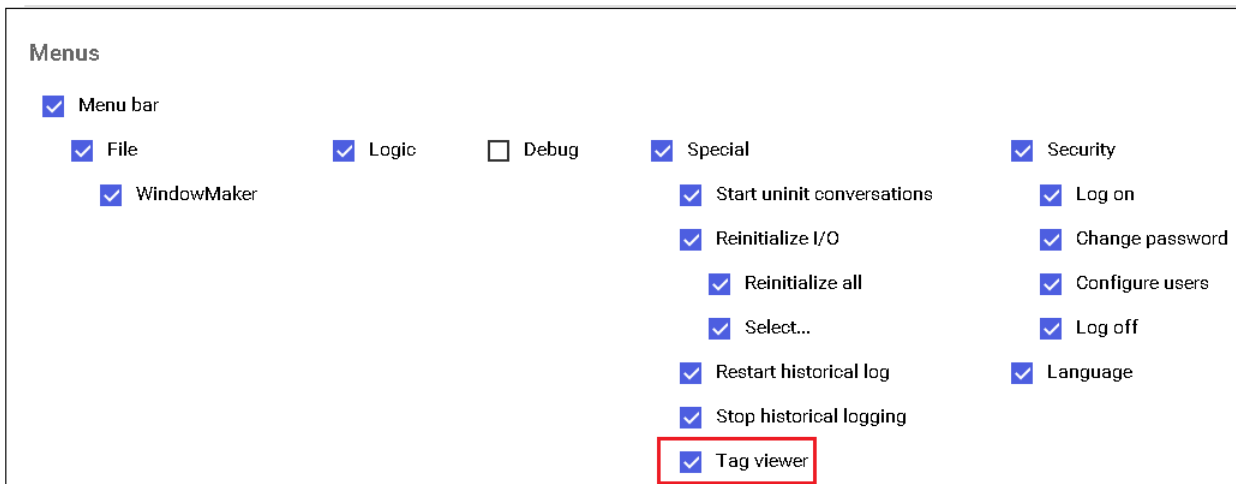 Menus
Menu bar
File Logic Debug Special Security
WindowMaker Start uninit conversations Log on
Reinitialize I/O Change password
Reinitialize all Configure users
Select... Log off
Restart historical log Language
Stop historical logging
Tag viewer